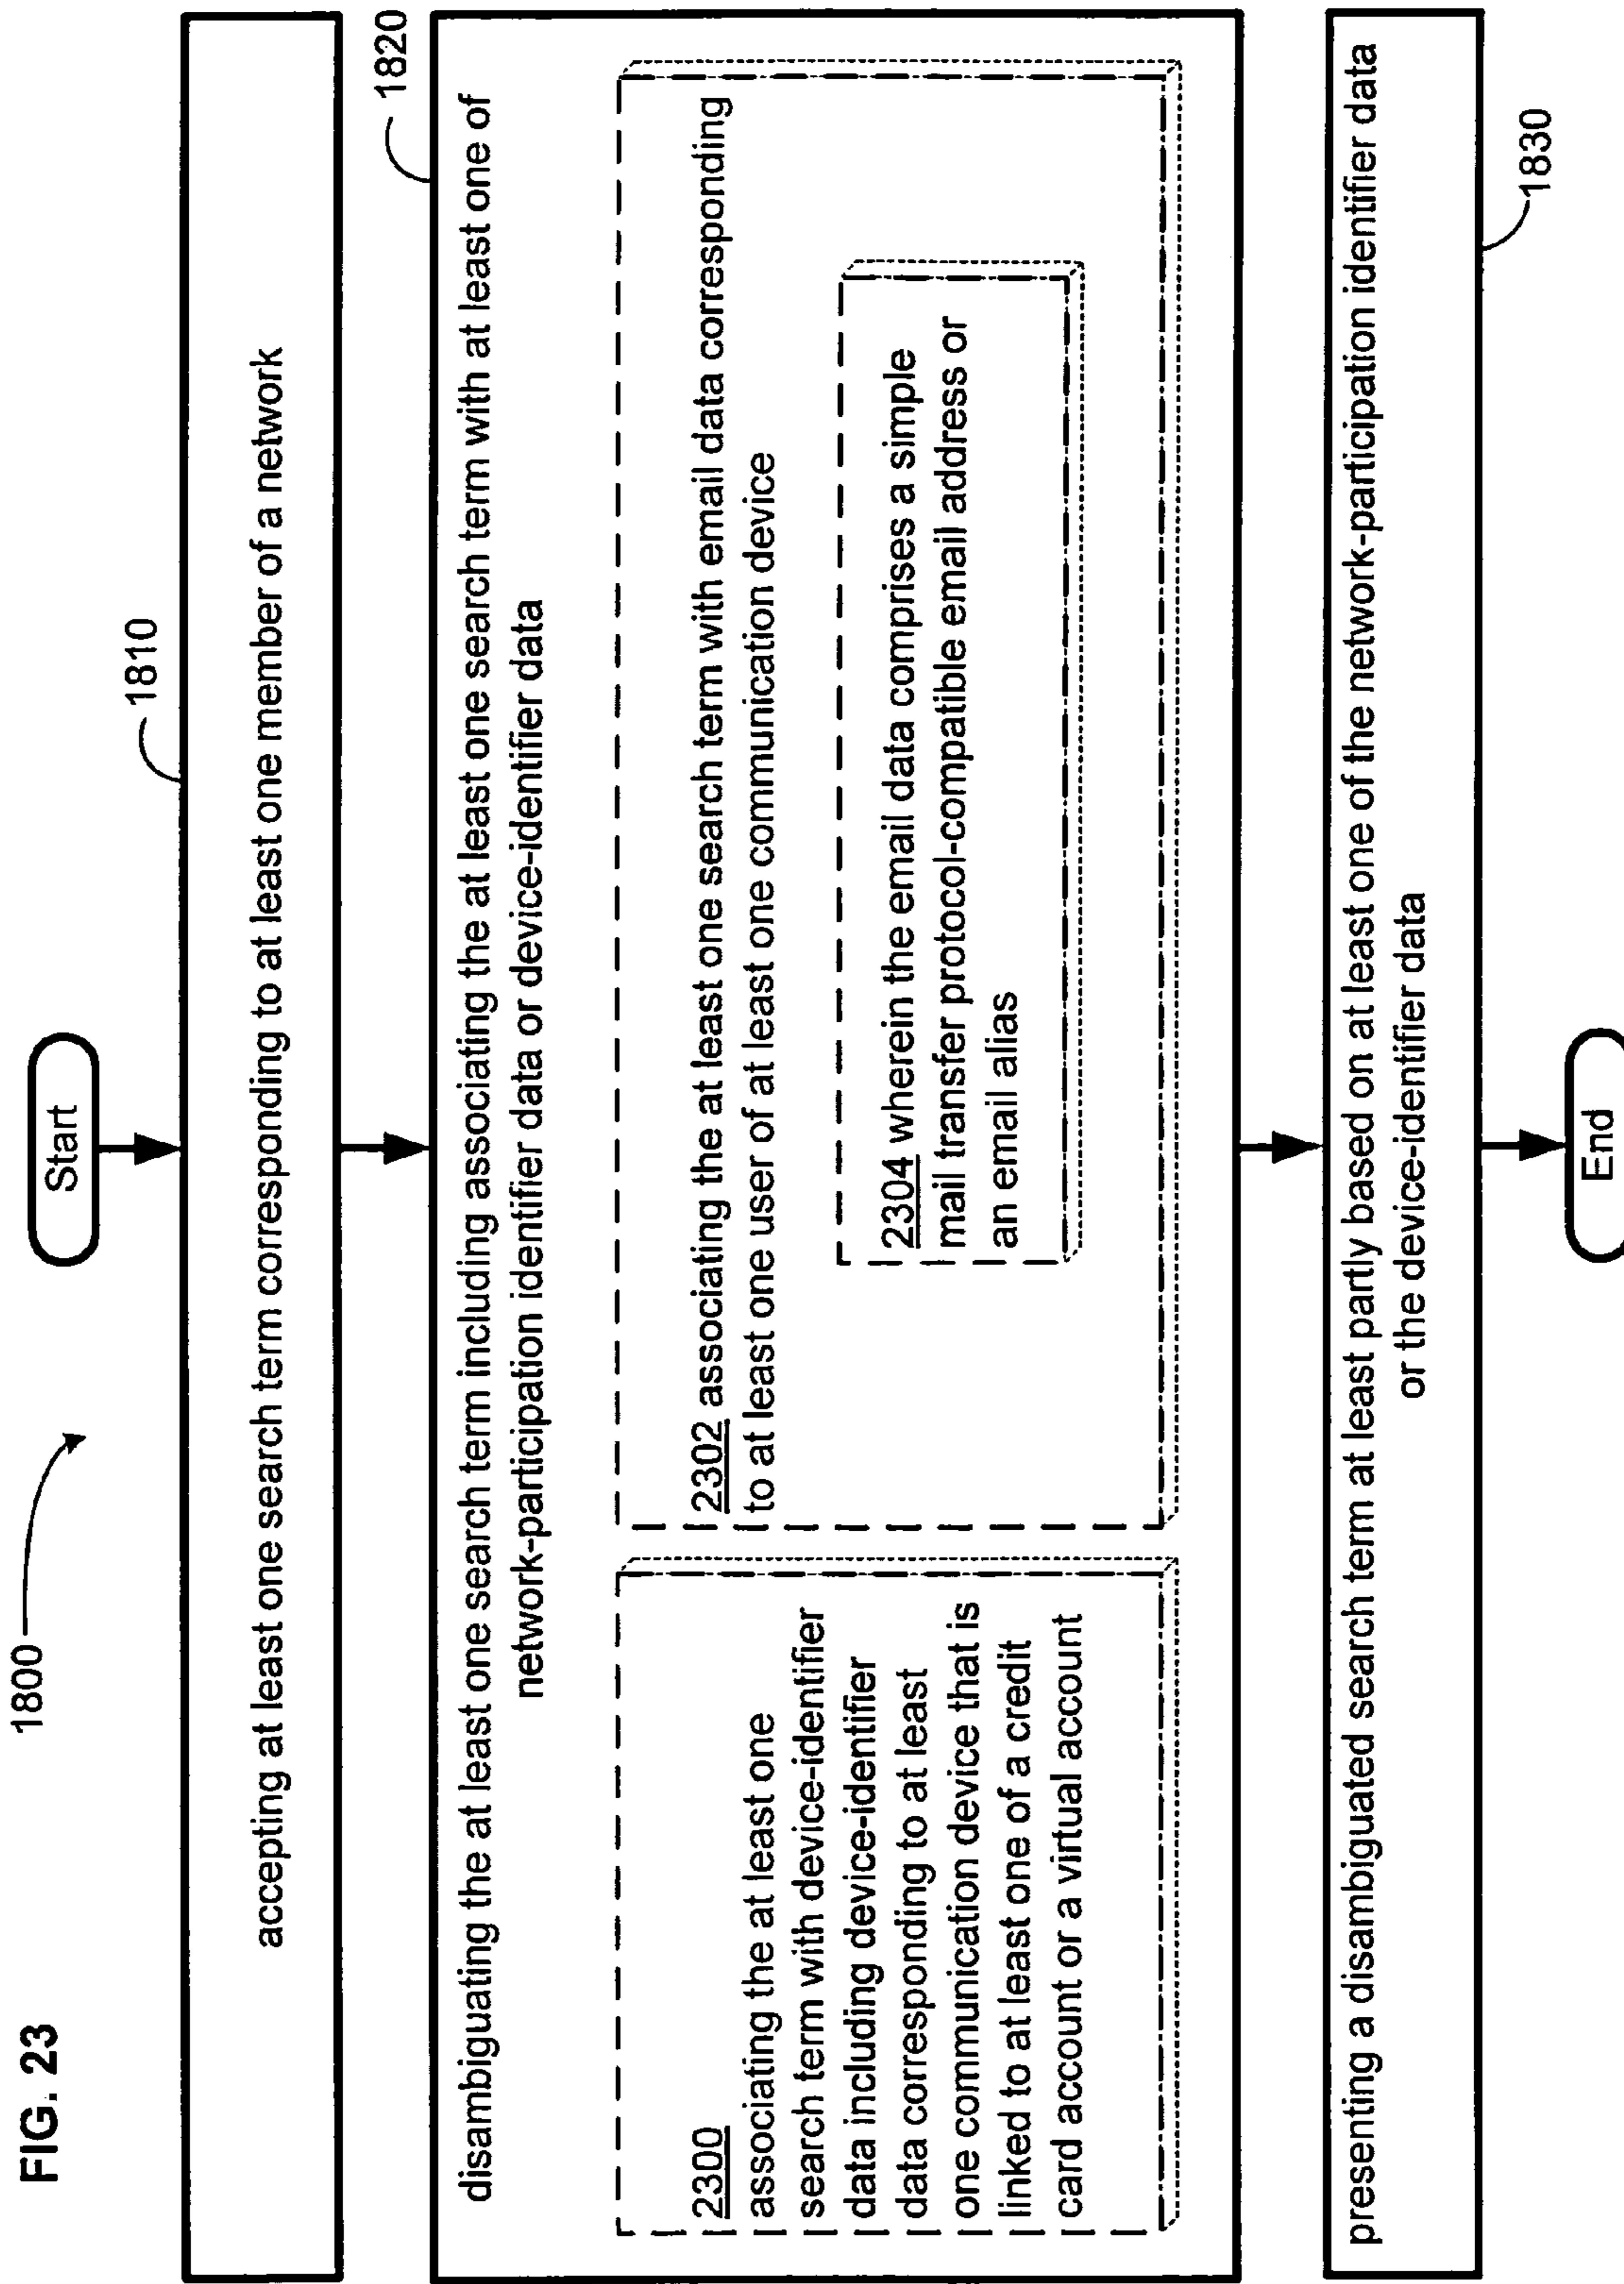 FIG. 23
1800
Start
1810
accepting at least one search term corresponding to at least one member of a network
1820
disambiguating the at least one search term including associating the at least one search term with at least one of
network-participation identifier data or device-identifier data
2300
associating the at least one
search term with device-identifier
data including device-identifier
data corresponding to at least
one communication device that is
linked to at least one of a credit
card account or a virtual account
2302 associating the at least one search term with email data corresponding
to at least one user of at least one communication device
2304 wherein the email data comprises a simple
mail transfer protocol-compatible email address or
an email alias
presenting a disambiguated search term at least partly based on at least one of the network-participation identifier data
or the device-identifier data
1830
End